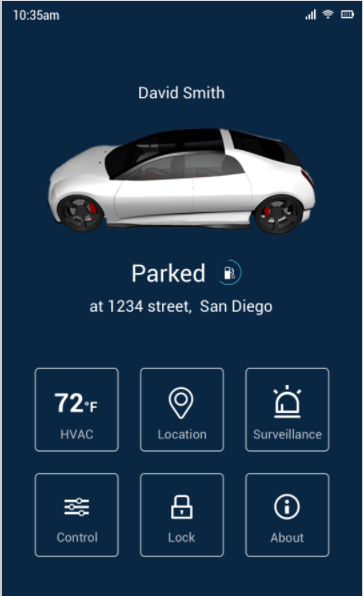 10:35am
David Smith
Parked
at 1234 street, San Diego
72°F
HVAC
Location
Surveillance
Control
Lock
About